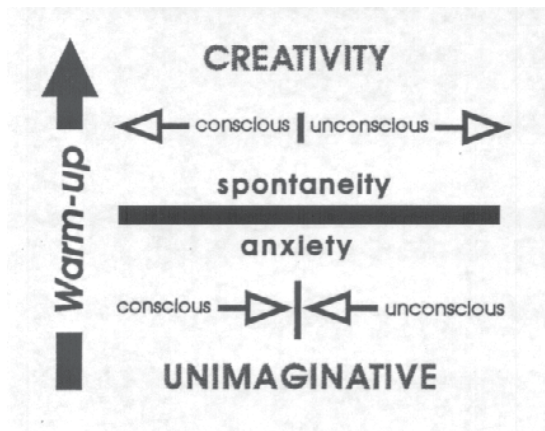 CREATIVITY
conscious unconscious
spontaneity
anxiety
conscious unconscious
UNIMAGINATIVE
Warm-up